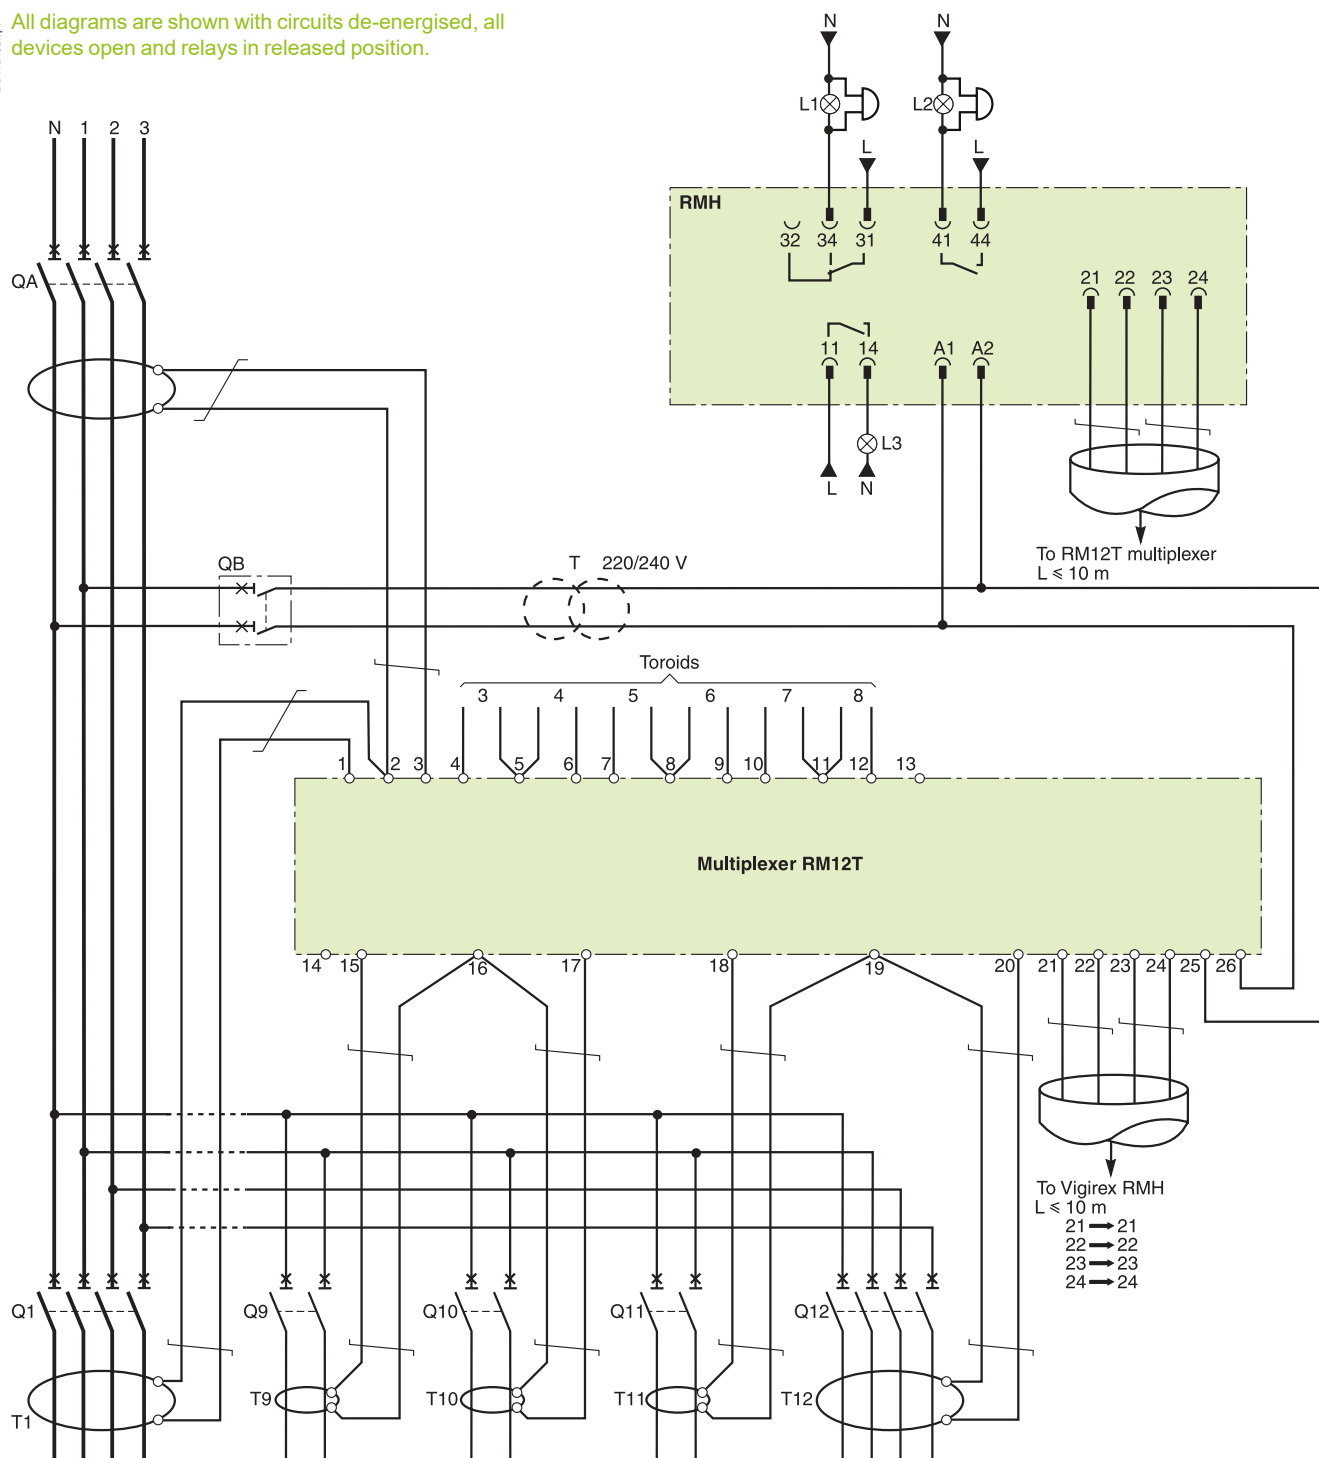 All diagrams are shown with circuits de-energised, all
devices open and relays in released position.
N N
L1 L2
N 1 2 3
L L
RMH
32 34 31 41 44
QA
21 22 23 24
11 14 A1 A2
L3
L N
To RM12T multiplexer
L ⩽ 10 m
QB
T 220/240 V
Toroids
3 4 5 6 7 8
1 2 3 4 5 6 7 8 9 10 11 12 13
Multiplexer RM12T
14 15 16 17 18 19 20 21 22 23 24 25 26
To Vigirex RMH
L ⩽ 10 m
21 → 21
22 → 22
23 → 23
24 → 24
Q1 Q9 Q10 Q11 Q12
T1 T9 T10 T11 T12